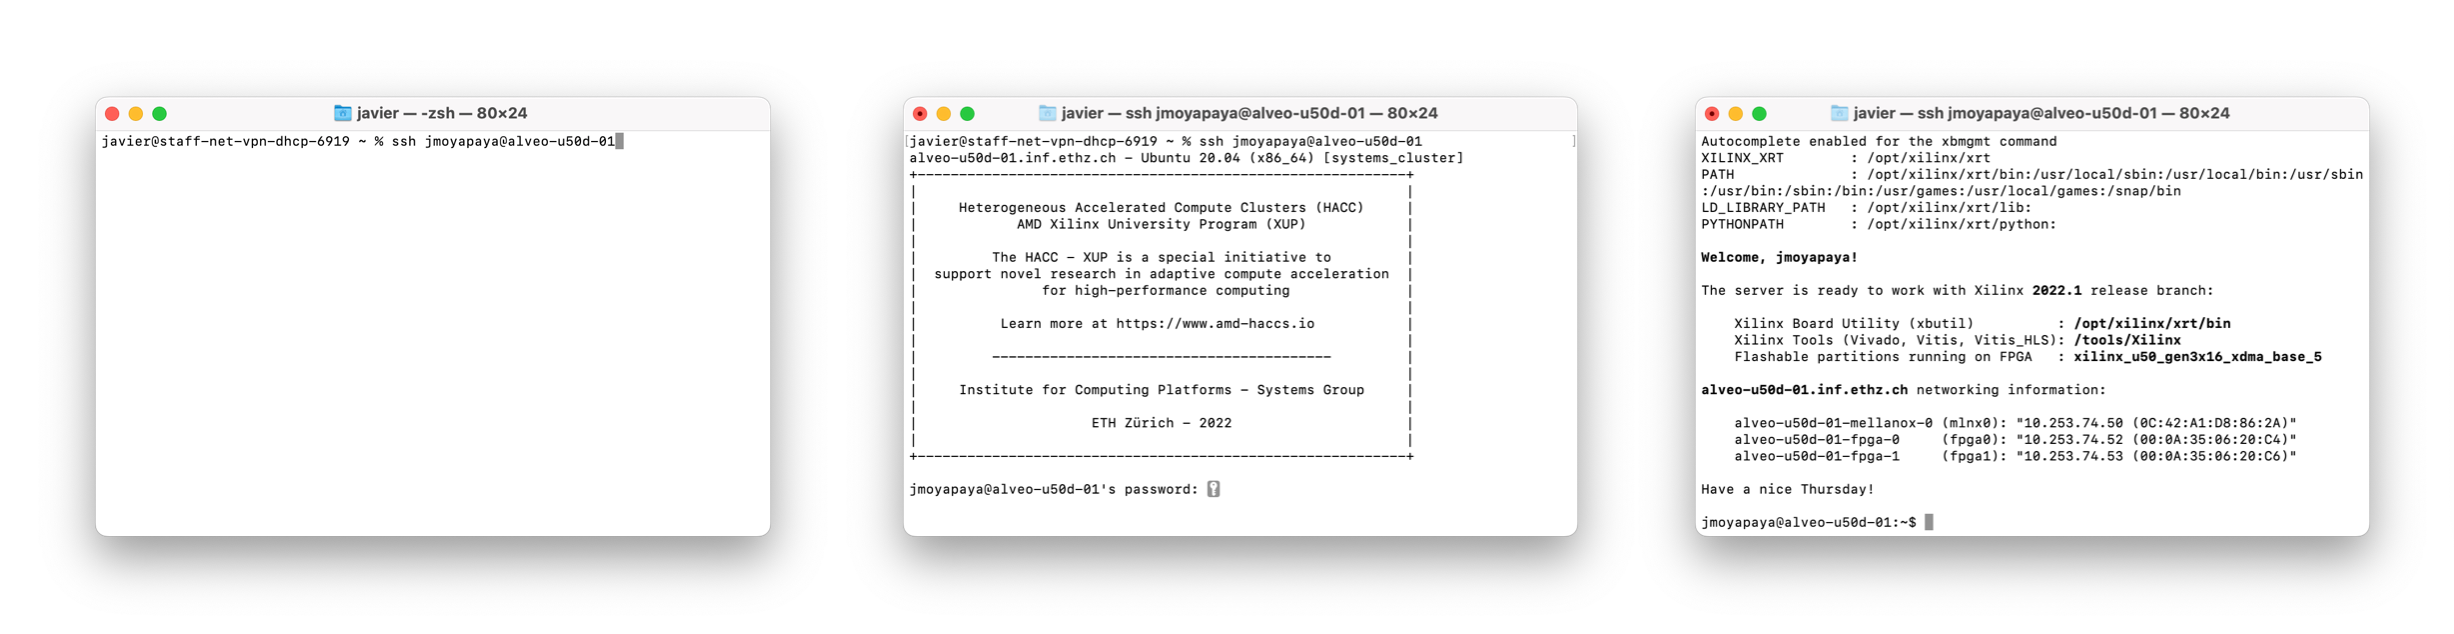 javier — -zsh — 80×24
javier@staff-net-vpn-dhcp-6919 ~ % ssh jmoyapaya@alveo-u50d-01
javier — ssh jmoyapaya@alveo-u50d-01 — 80×24
[javier@staff-net-vpn-dhcp-6919 ~ % ssh jmoyapaya@alveo-u50d-01 ]
alveo-u50d-01.inf.ethz.ch - Ubuntu 20.04 (x86_64) [systems_cluster]
Heterogeneous Accelerated Compute Clusters (HACC)
AMD Xilinx University Program (XUP)
The HACC - XUP is a special initiative to
support novel research in adaptive compute acceleration
for high-performance computing
Learn more at https://www.amd-haccs.io
-----------------------------------------
Institute for Computing Platforms - Systems Group
ETH Zürich - 2022
jmoyapaya@alveo-u50d-01's password:
javier — ssh jmoyapaya@alveo-u50d-01 — 80×24
Autocomplete enabled for the xbmgmt command
XILINX_XRT : /opt/xilinx/xrt
PATH : /opt/xilinx/xrt/bin:/usr/local/sbin:/usr/local/bin:/usr/sbin
:/usr/bin:/sbin:/bin:/usr/games:/usr/local/games:/snap/bin
LD_LIBRARY_PATH : /opt/xilinx/xrt/lib:
PYTHONPATH : /opt/xilinx/xrt/python:
Welcome, jmoyapaya!
The server is ready to work with Xilinx 2022.1 release branch:
Xilinx Board Utility (xbutil) : /opt/xilinx/xrt/bin
Xilinx Tools (Vivado, Vitis, Vitis_HLS): /tools/Xilinx
Flashable partitions running on FPGA : xilinx_u50_gen3x16_xdma_base_5
alveo-u50d-01.inf.ethz.ch networking information:
alveo-u50d-01-mellanox-0 (mlnx0): "10.253.74.50 (0C:42:A1:D8:86:2A)"
alveo-u50d-01-fpga-0 (fpga0): "10.253.74.52 (00:0A:35:06:20:C4)"
alveo-u50d-01-fpga-1 (fpga1): "10.253.74.53 (00:0A:35:06:20:C6)"
Have a nice Thursday!
jmoyapaya@alveo-u50d-01:~$